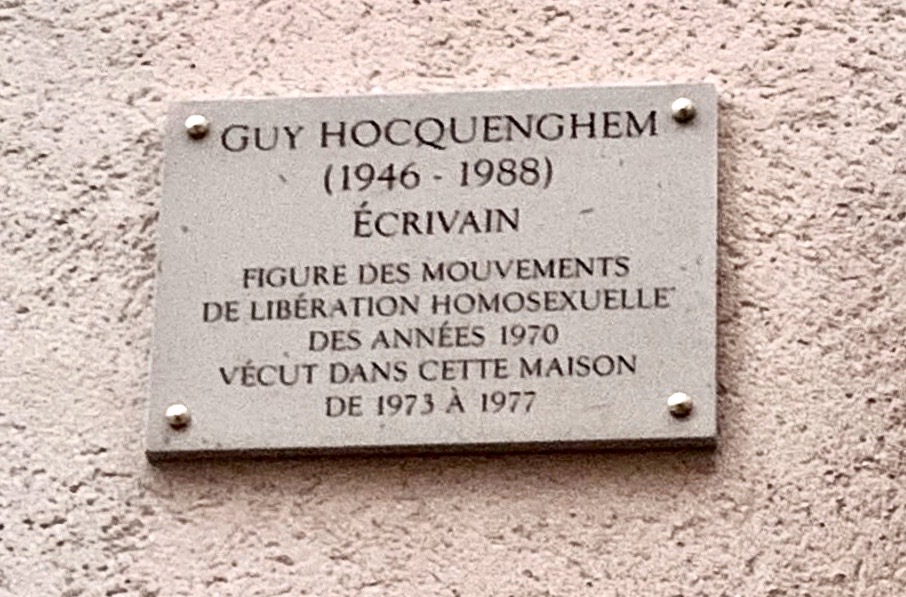 GUY HOCQUENGHEM
(1946 - 1988)
ÉCRIVAIN
FIGURE DES MOUVEMENTS
DE LIBÉRATION HOMOSEXUELLE
DES ANNÉES 1970
VÉCUT DANS CETTE MAISON
DE 1973 À 1977